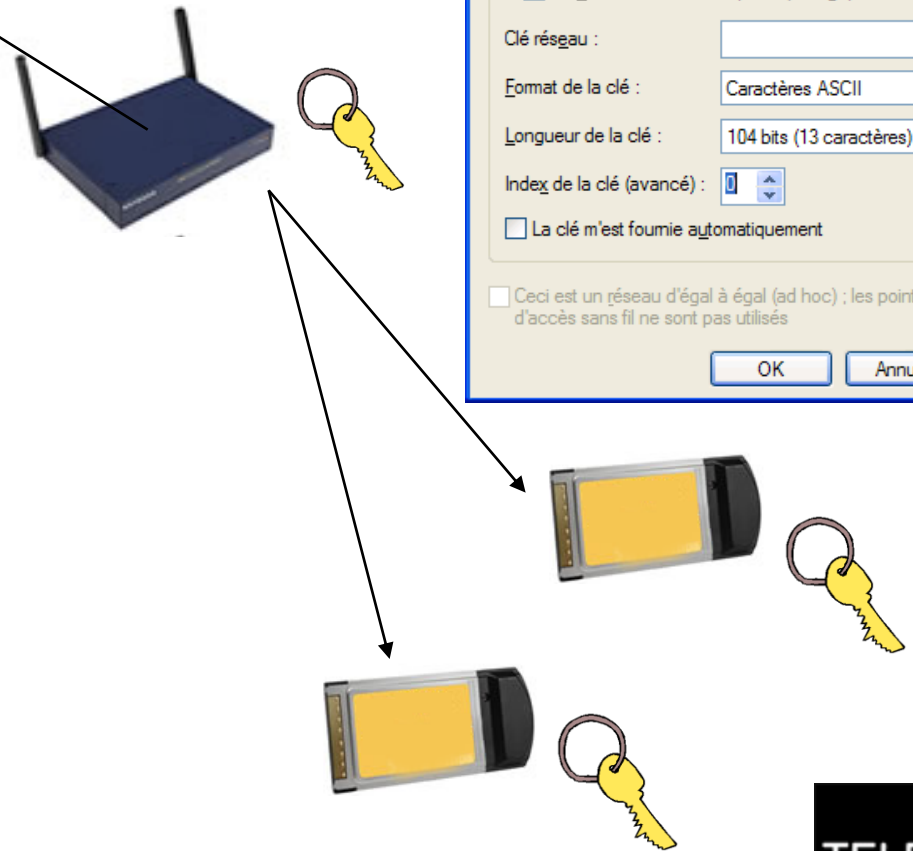 Clé réseau :
Format de la clé :
Caractères ASCII
Longueur de la clé :
104 bits (13 caractères)
Index de la clé (avancé) :
0
La clé m'est fournie automatiquement
Ceci est un réseau d'égal à égal (ad hoc) ; les point
d'accès sans fil ne sont pas utilisés
OK
Annu